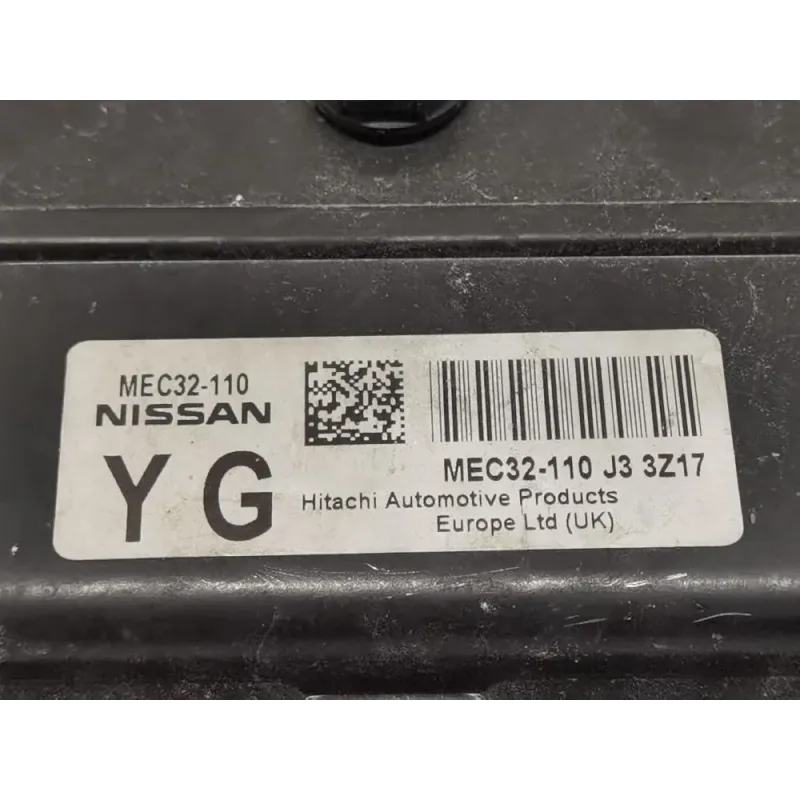 MEC32-110
NISSAN
YG
MEC32-110 J3 3Z17
Hitachi Automotive Products
Europe Ltd (UK)